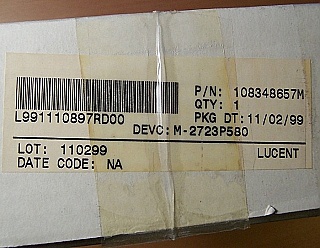 P/N: 108348657M
QTY: 1
L991110897RD00 PKG DT: 11/02/99
DEVC: M-2723P580
LOT: 110299 LUCENT
DATE CODE: NA